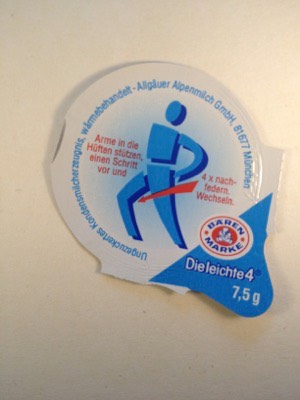 Ungezuckertes Kondensmilcherzeugnis, wärmebehandelt - Allgäuer Alpenmilch GmbH, 81677 München
Arme in die
Hüften stützen,
einen Schritt
vor und
4 x nach-
federn.
Wechseln.
BÄREN
MARKE
Die leichte 4®
7,5 g